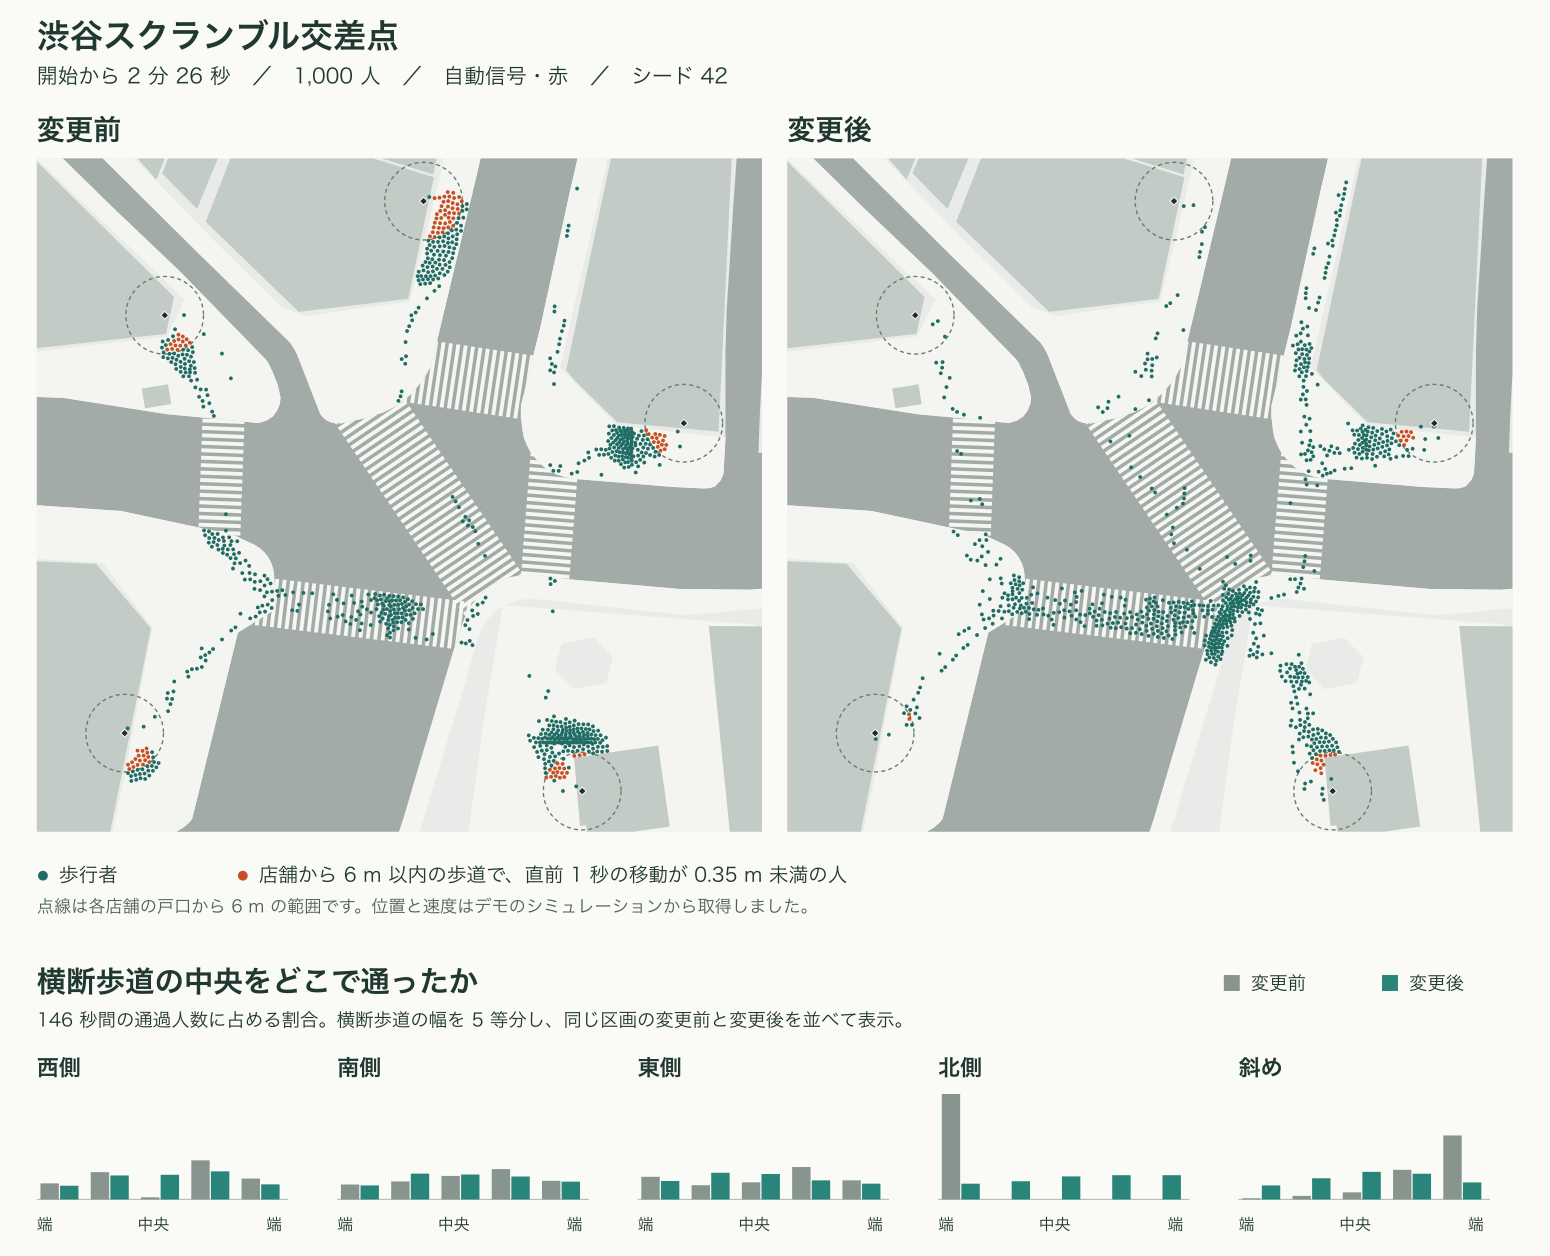 渋谷スクランブル交差点
開始から 2 分 26 秒 ／ 1,000 人 ／ 自動信号・赤 ／ シード 42
変更前
変更後
歩行者
店舗から 6 m 以内の歩道で、直前 1 秒の移動が 0.35 m 未満の人
点線は各店舗の戸口から 6 m の範囲です。位置と速度はデモのシミュレーションから取得しました。
横断歩道の中央をどこで通ったか
変更前
変更後
146 秒間の通過人数に占める割合。横断歩道の幅を 5 等分し、同じ区画の変更前と変更後を並べて表示。
西側
南側
東側
北側
斜め
端 中央 端
端 中央 端
端 中央 端
端 中央 端
端 中央 端